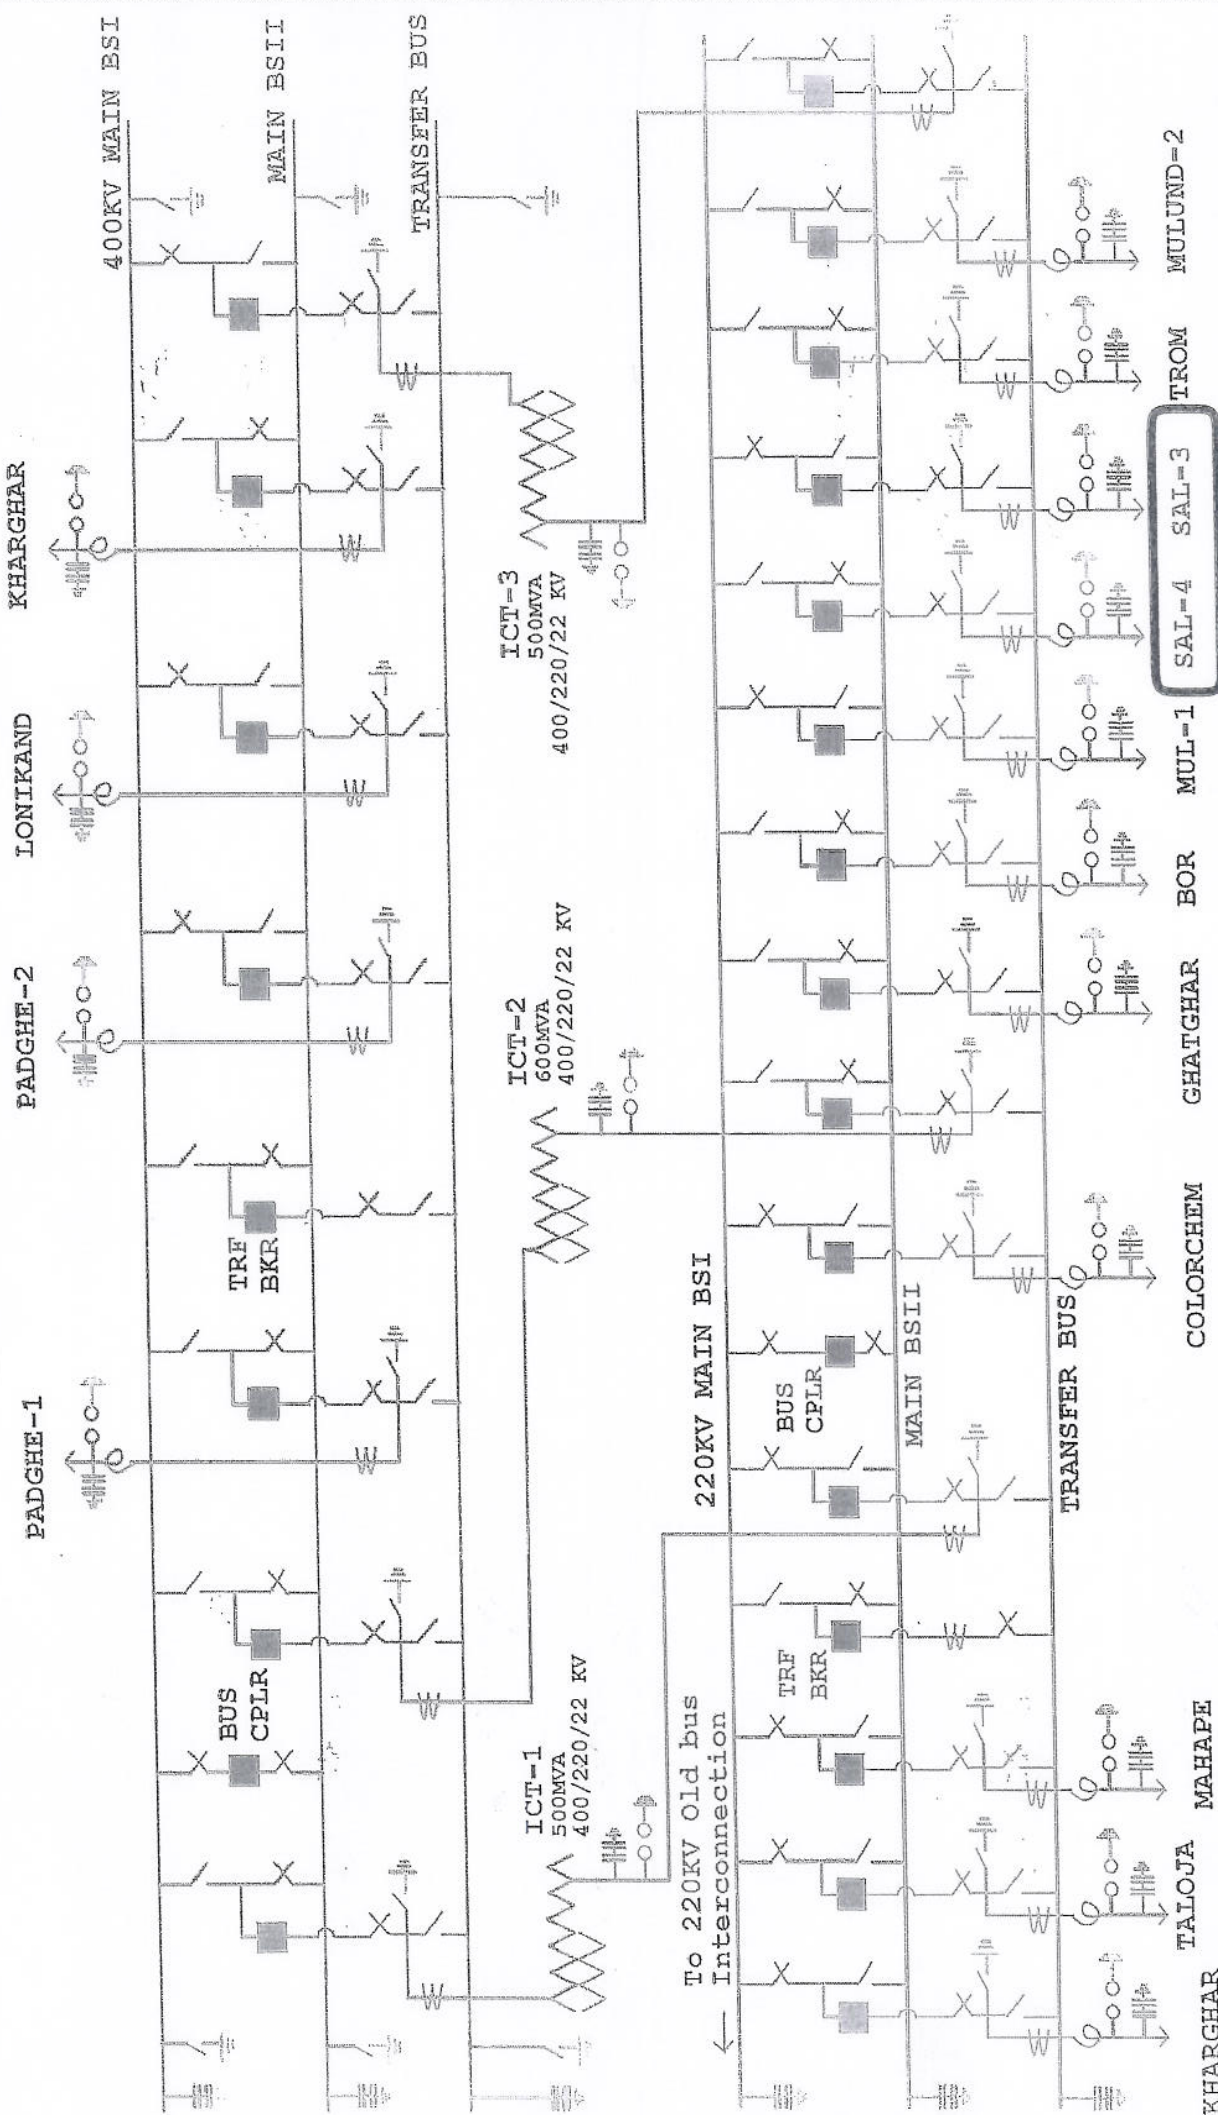 PADGHE-1
PADGHE-2
LONIKAND
KHARGHAR
400KV MAIN BSI
BUS
CPLR
TRF
BKR
MAIN BSII
TRANSFER BUS
ICT-1
500MVA
400/220/22 KV
ICT-2
600MVA
400/220/22 KV
ICT-3
500MVA
400/220/22 KV
To 220KV Old bus
Interconnection
220KV MAIN BSI
TRF
BKR
BUS
CPLR
MAIN BSII
TRANSFER BUS
KHARGHAR
TALOJA
MAHAPE
COLORCHEM
GHATGHAR
BOR
MUL-1
SAL-4
SAL-3
TROM
MULUND-2